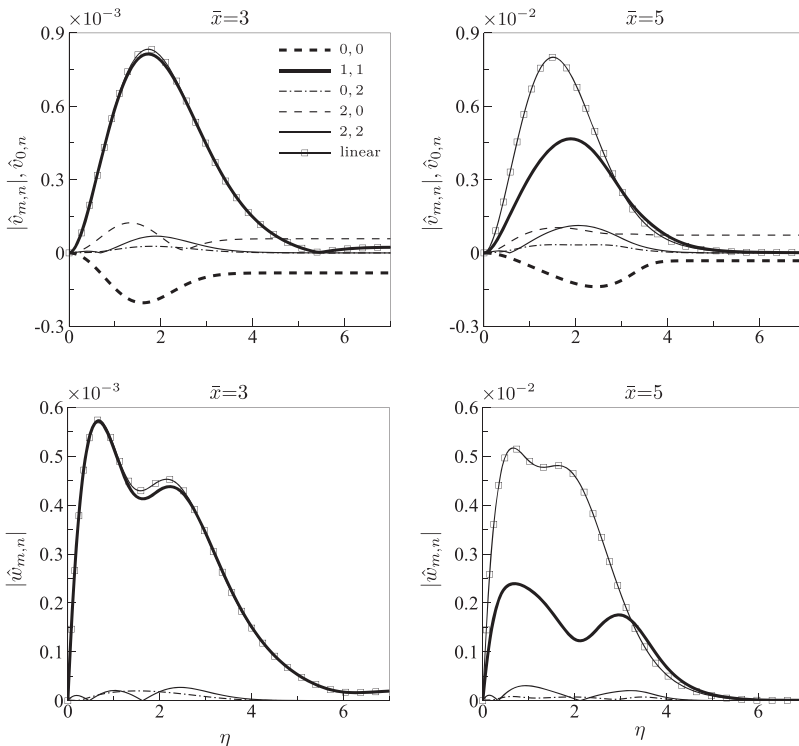 ×10⁻³ x̄=3
|v̂ₘ,ₙ|, v̂₀,ₙ
0.9
0.6
0.3
0
-0.3
0 2 4 6
0, 0
1, 1
0, 2
2, 0
2, 2
linear
×10⁻² x̄=5
|v̂ₘ,ₙ|, v̂₀,ₙ
0.9
0.6
0.3
0
-0.3
0 2 4 6
×10⁻³ x̄=3
|ŵₘ,ₙ|
0.6
0.5
0.4
0.3
0.2
0.1
0
0 2 4 6
η
×10⁻² x̄=5
|ŵₘ,ₙ|
0.6
0.5
0.4
0.3
0.2
0.1
0
0 2 4 6
η